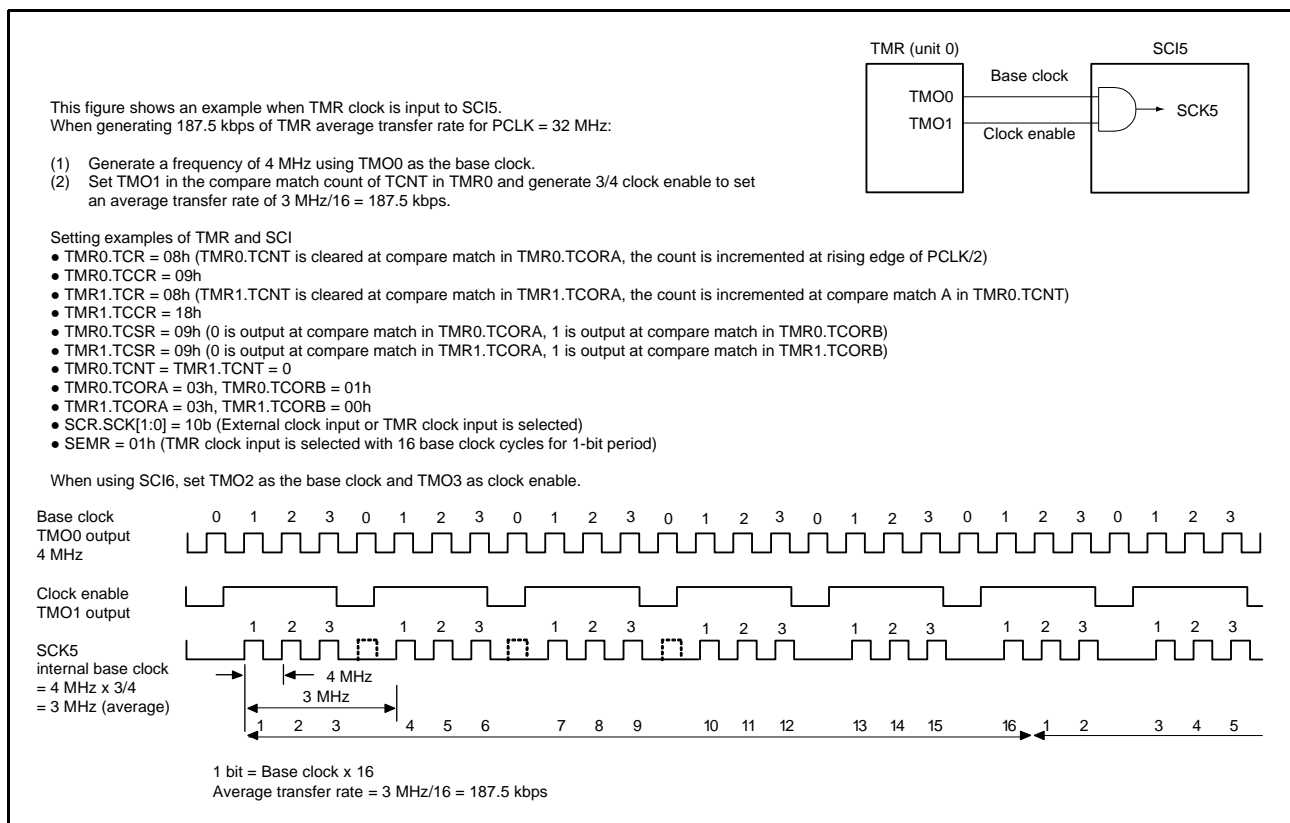 TMR (unit 0)
SCI5
Base clock
TMO0
TMO1
SCK5
Clock enable
This figure shows an example when TMR clock is input to SCI5.
When generating 187.5 kbps of TMR average transfer rate for PCLK = 32 MHz:
(1) Generate a frequency of 4 MHz using TMO0 as the base clock.
(2) Set TMO1 in the compare match count of TCNT in TMR0 and generate 3/4 clock enable to set
an average transfer rate of 3 MHz/16 = 187.5 kbps.
Setting examples of TMR and SCI
● TMR0.TCR = 08h (TMR0.TCNT is cleared at compare match in TMR0.TCORA, the count is incremented at rising edge of PCLK/2)
● TMR0.TCCR = 09h
● TMR1.TCR = 08h (TMR1.TCNT is cleared at compare match in TMR1.TCORA, the count is incremented at compare match A in TMR0.TCNT)
● TMR1.TCCR = 18h
● TMR0.TCSR = 09h (0 is output at compare match in TMR0.TCORA, 1 is output at compare match in TMR0.TCORB)
● TMR1.TCSR = 09h (0 is output at compare match in TMR1.TCORA, 1 is output at compare match in TMR1.TCORB)
● TMR0.TCNT = TMR1.TCNT = 0
● TMR0.TCORA = 03h, TMR0.TCORB = 01h
● TMR1.TCORA = 03h, TMR1.TCORB = 00h
● SCR.SCK[1:0] = 10b (External clock input or TMR clock input is selected)
● SEMR = 01h (TMR clock input is selected with 16 base clock cycles for 1-bit period)
When using SCI6, set TMO2 as the base clock and TMO3 as clock enable.
Base clock
TMO0 output
4 MHz
0 1 2 3 0 1 2 3 0 1 2 3 0 1 2 3 0 1 2 3 0 1 2 3 0 1 2 3
Clock enable
TMO1 output
SCK5
internal base clock
= 4 MHz x 3/4
= 3 MHz (average)
1 2 3 1 2 3 1 2 3 1 2 3 1 2 3 1 2 3 1 2 3
4 MHz
3 MHz
1 2 3 4 5 6 7 8 9 10 11 12 13 14 15 16 1 2 3 4 5
1 bit = Base clock x 16
Average transfer rate = 3 MHz/16 = 187.5 kbps